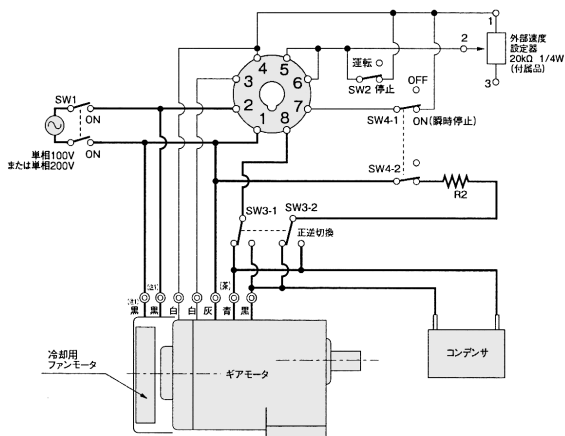 1
外部速度
設定器
20kΩ 1/4W
(付属品)
2
3
4
5
3
6
2
7
1
8
運転
SW2 停止
OFF
SW4-1
ON(瞬時停止)
SW1
ON
ON
単相100V
または単相200V
SW4-2
R2
SW3-1
SW3-2
正逆切換
(注1)
(注1)
(茶)
黒
黒
白
白
灰
青
黒
コンデンサ
冷却用
ファンモータ
ギアモータ